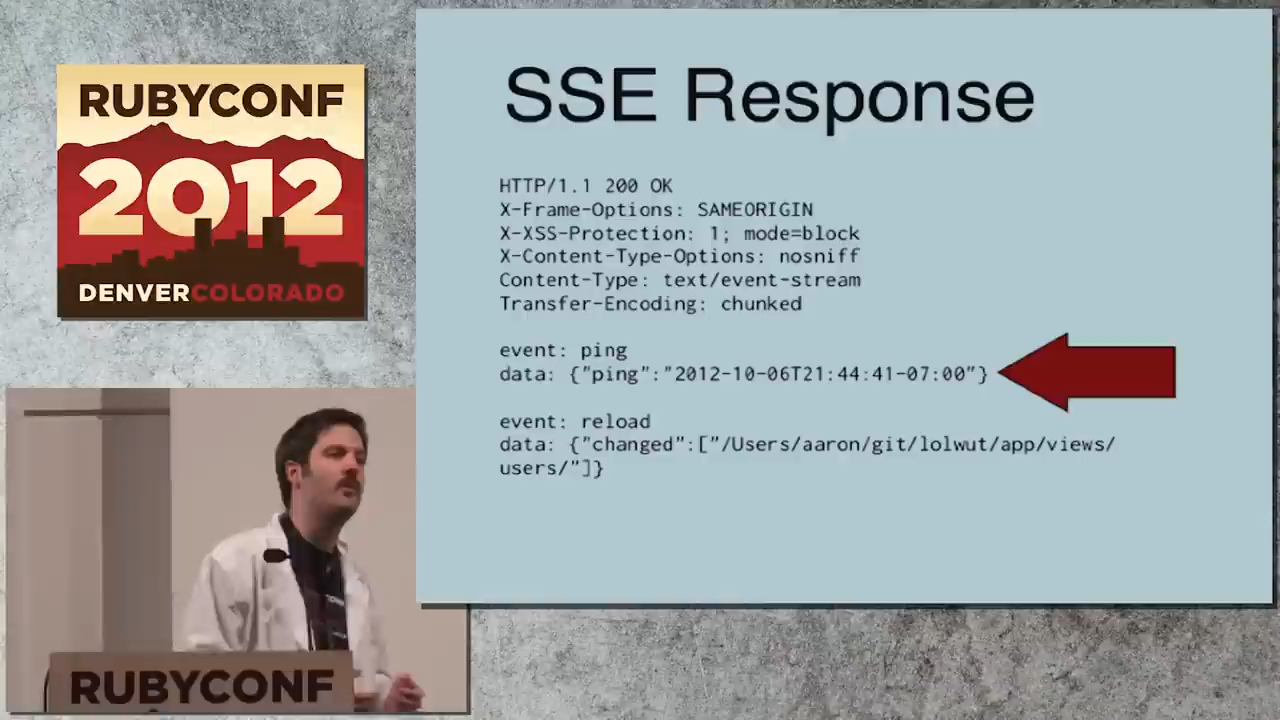 RUBYCONF
2012
DENVERCOLORADO
SSE Response
HTTP/1.1 200 OK
X-Frame-Options: SAMEORIGIN
X-XSS-Protection: 1; mode=block
X-Content-Type-Options: nosniff
Content-Type: text/event-stream
Transfer-Encoding: chunked
event: ping
data: {"ping":"2012-10-06T21:44:41-07:00"}
event: reload
data: {"changed":["/Users/aaron/git/lolwut/app/views/
users/"]}
RUBYCONF